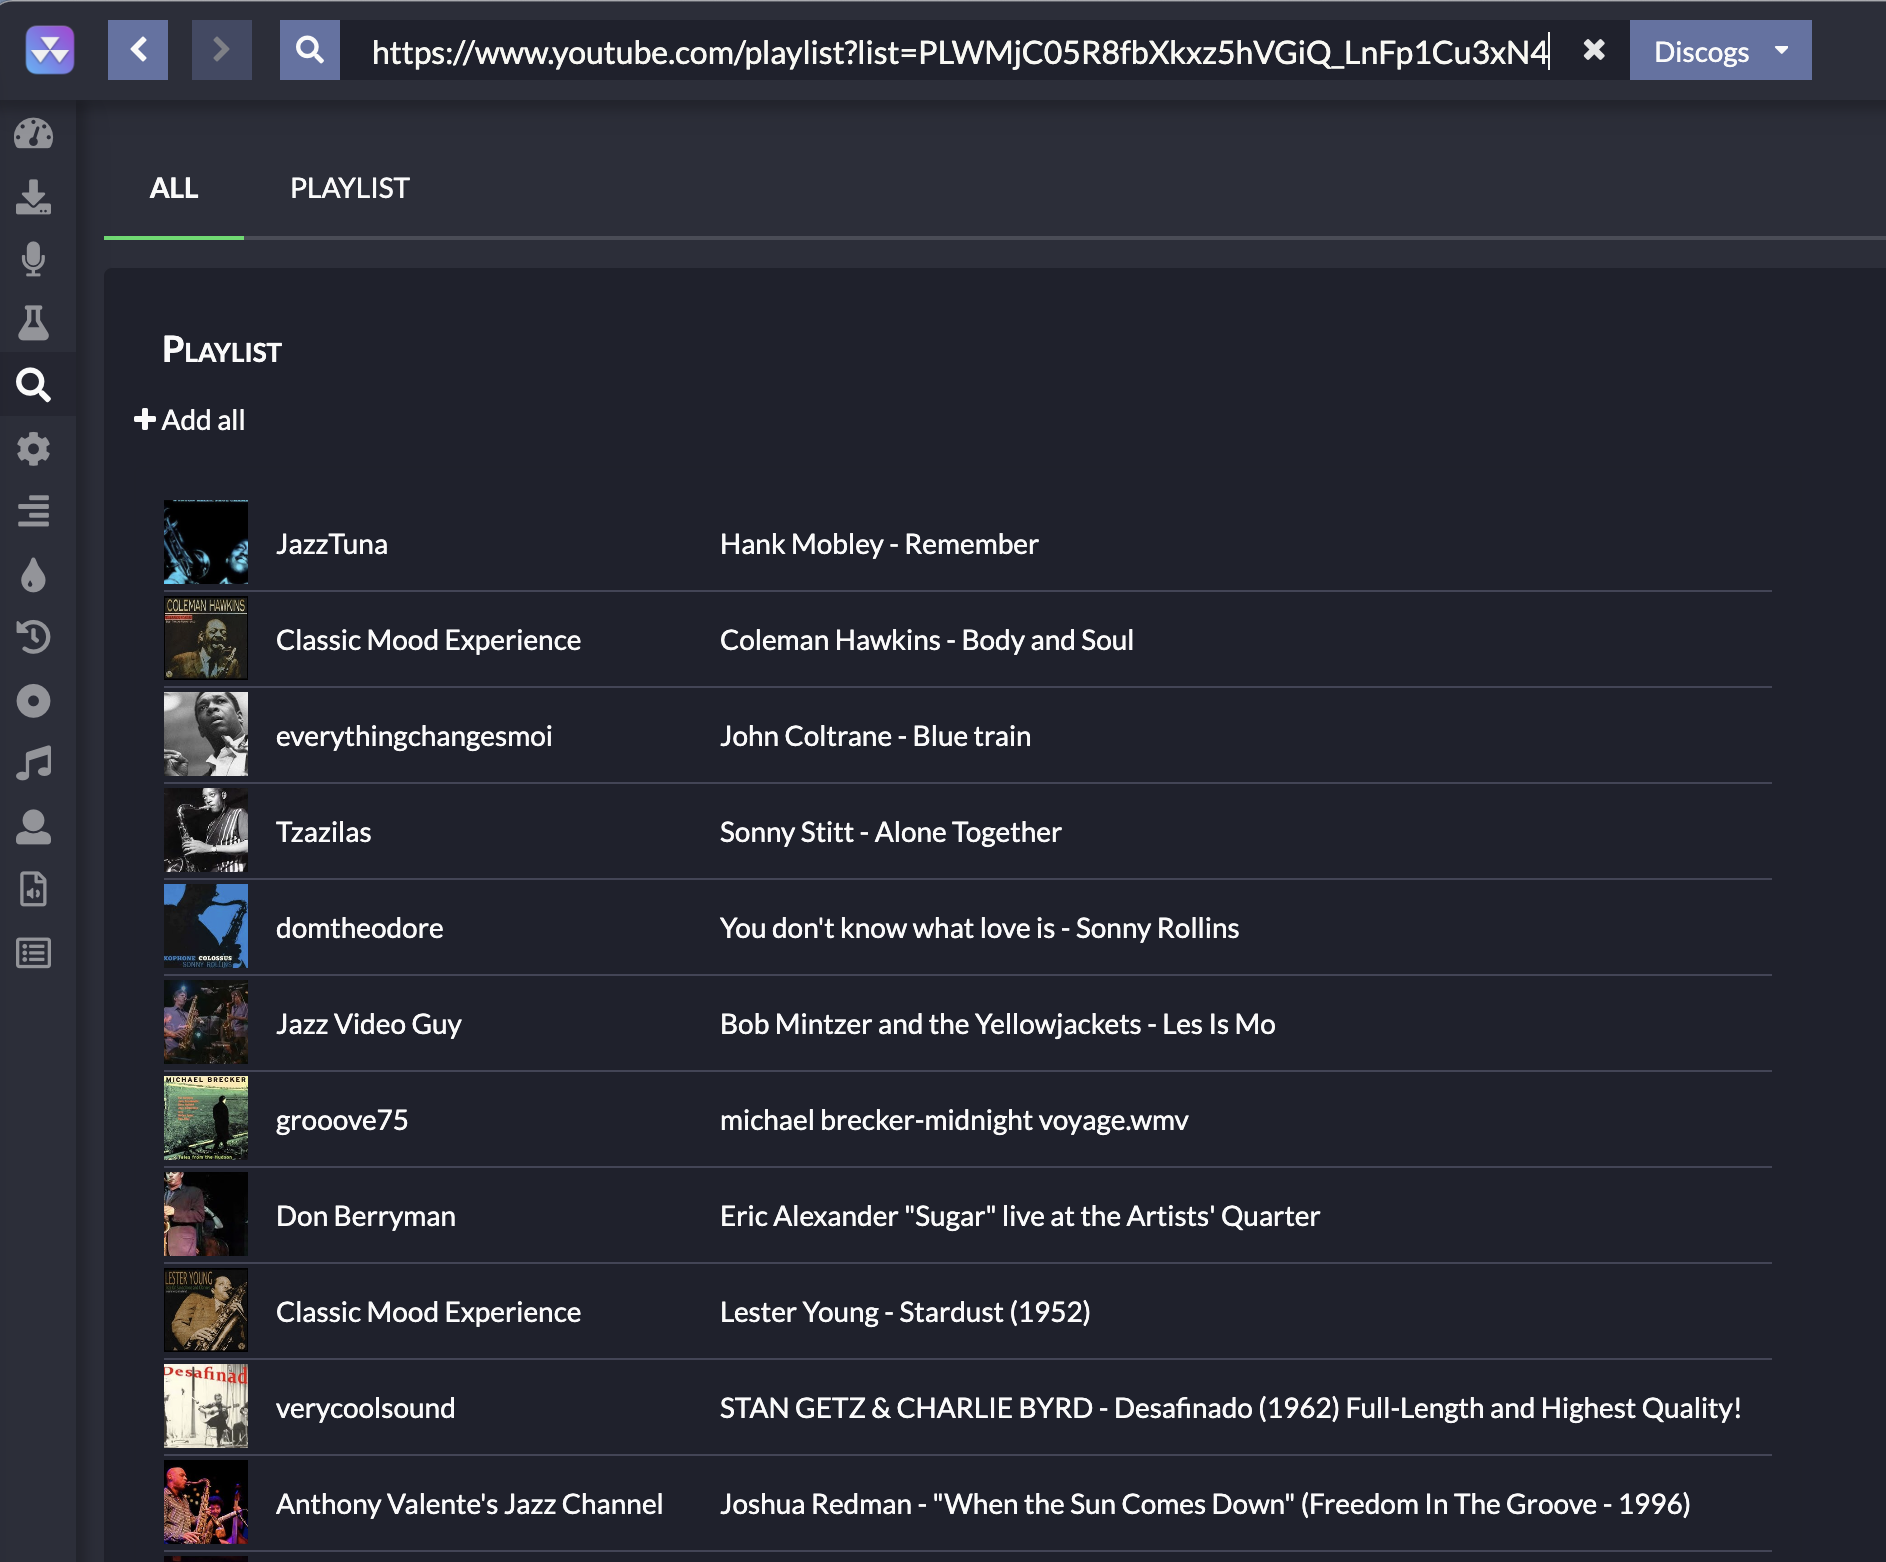 https://www.youtube.com/playlist?list=PLWMjC05R8fbXkxz5hVGiQ_LnFp1Cu3xN4
Discogs
ALL
PLAYLIST
PLAYLIST
Add all
JazzTuna
Hank Mobley - Remember
COLEMAN HAWKINS
Classic Mood Experience
Coleman Hawkins - Body and Soul
everythingchangesmoi
John Coltrane - Blue train
Tzazilas
Sonny Stitt - Alone Together
XOPHONE COLOSSUS
SONNY ROLLINS
domtheodore
You don't know what love is - Sonny Rollins
Jazz Video Guy
Bob Mintzer and the Yellowjackets - Les Is Mo
MICHAEL BRECKER
Tales from the Hudson
grooove75
michael brecker-midnight voyage.wmv
Don Berryman
Eric Alexander "Sugar" live at the Artists' Quarter
LESTER YOUNG
Classic Mood Experience
Lester Young - Stardust (1952)
Desafinad
verycoolsound
STAN GETZ & CHARLIE BYRD - Desafinado (1962) Full-Length and Highest Quality!
Anthony Valente's Jazz Channel
Joshua Redman - "When the Sun Comes Down" (Freedom In The Groove - 1996)